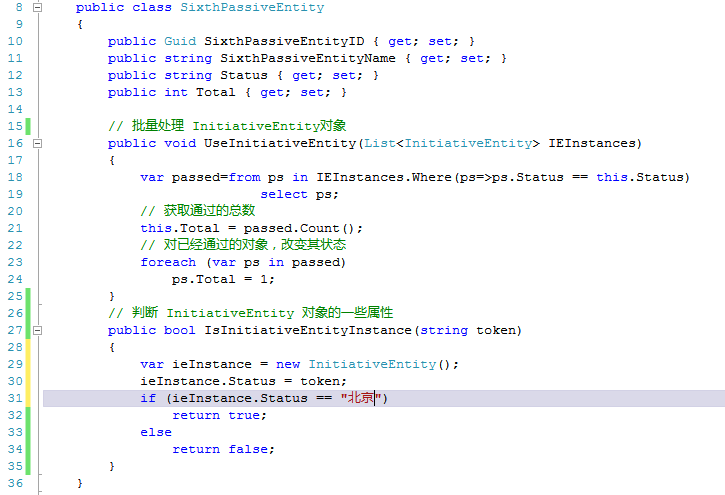 8 public class SixthPassiveEntity
9 {
10 public Guid SixthPassiveEntityID { get; set; }
11 public string SixthPassiveEntityName { get; set; }
12 public string Status { get; set; }
13 public int Total { get; set; }
14
15 // 批量处理 InitiativeEntity对象
16 public void UseInitiativeEntity(List<InitiativeEntity> IEInstances)
17 {
18 var passed=from ps in IEInstances.Where(ps=>ps.Status == this.Status)
19 select ps;
20 // 获取通过的总数
21 this.Total = passed.Count();
22 // 对已经通过的对象，改变其状态
23 foreach (var ps in passed)
24 ps.Total = 1;
25 }
26 // 判断 InitiativeEntity 对象的一些属性
27 public bool IsInitiativeEntityInstance(string token)
28 {
29 var ieInstance = new InitiativeEntity();
30 ieInstance.Status = token;
31 if (ieInstance.Status == "北京")
32 return true;
33 else
34 return false;
35 }
36 }